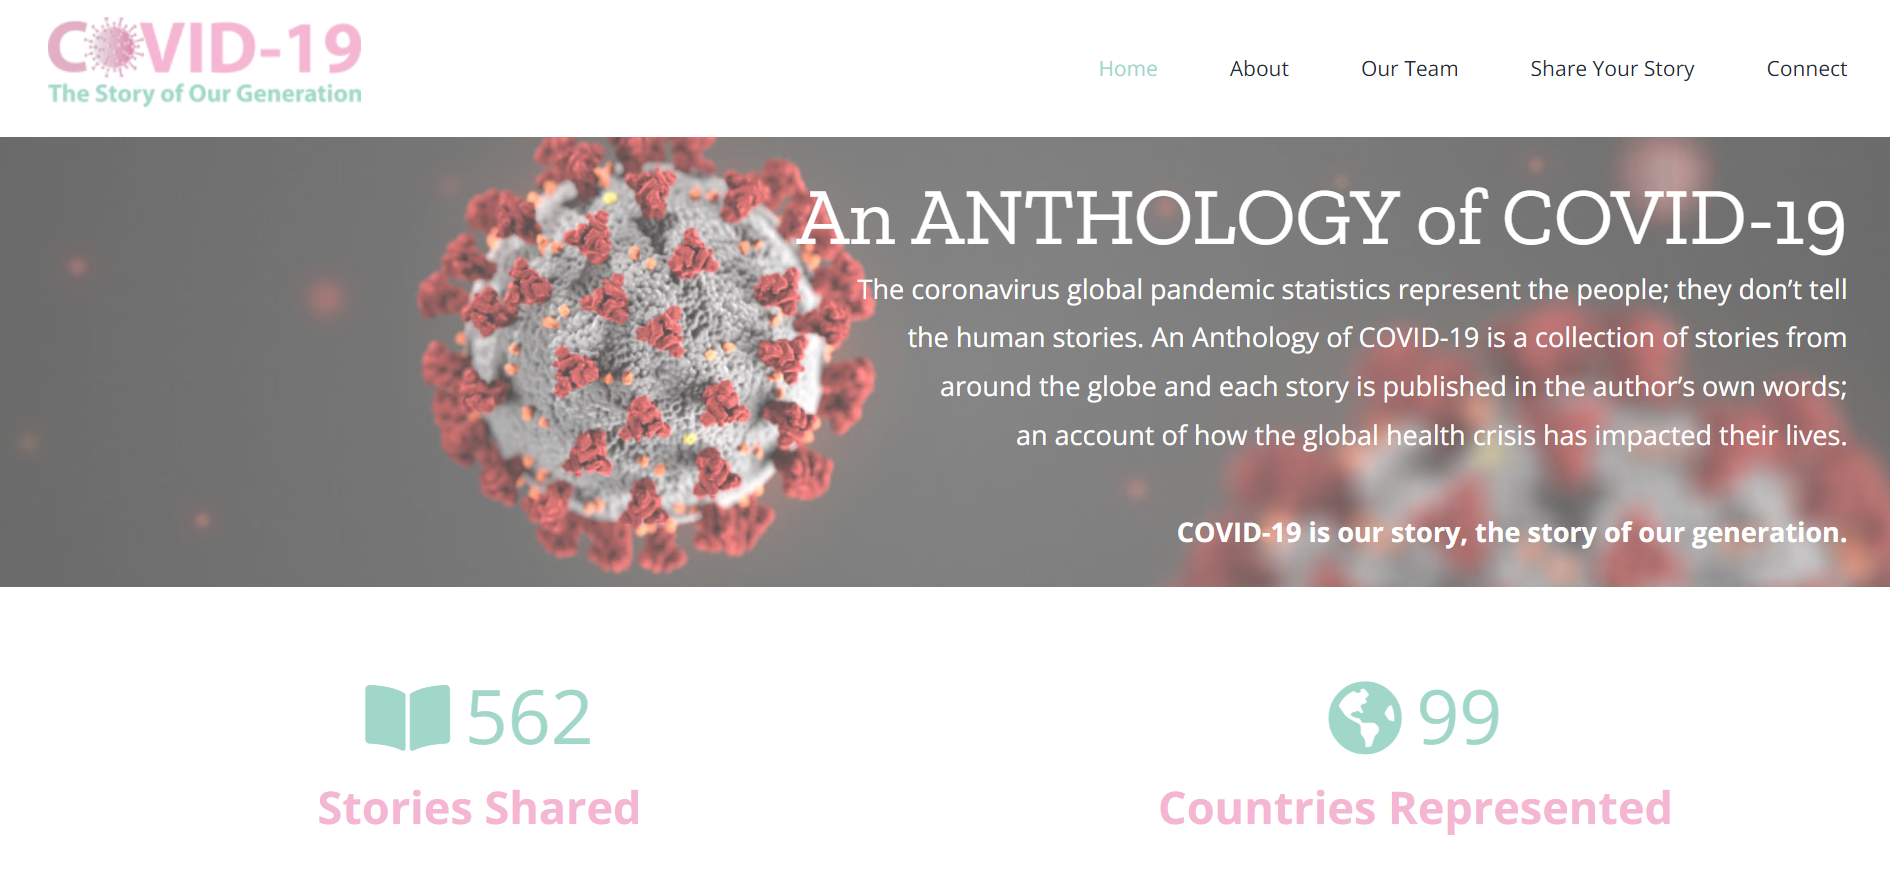 COVID-19
The Story of Our Generation
Home
About
Our Team
Share Your Story
Connect
An ANTHOLOGY of COVID-19
The coronavirus global pandemic statistics represent the people; they don’t tell
the human stories. An Anthology of COVID-19 is a collection of stories from
around the globe and each story is published in the author’s own words;
an account of how the global health crisis has impacted their lives.
COVID-19 is our story, the story of our generation.
562
Stories Shared
99
Countries Represented